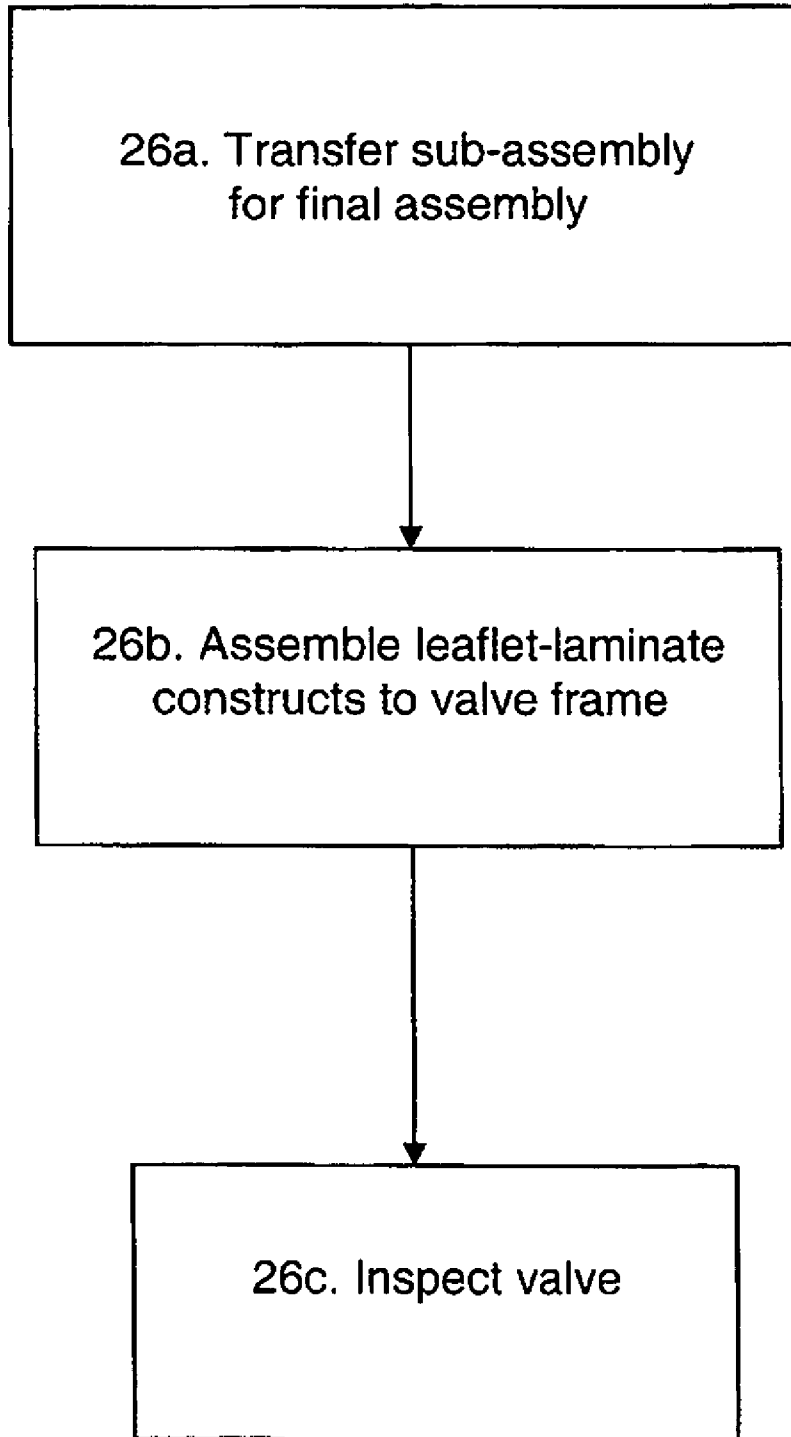 26a. Transfer sub-assembly
for final assembly
26b. Assemble leaflet-laminate
constructs to valve frame
26c. Inspect valve